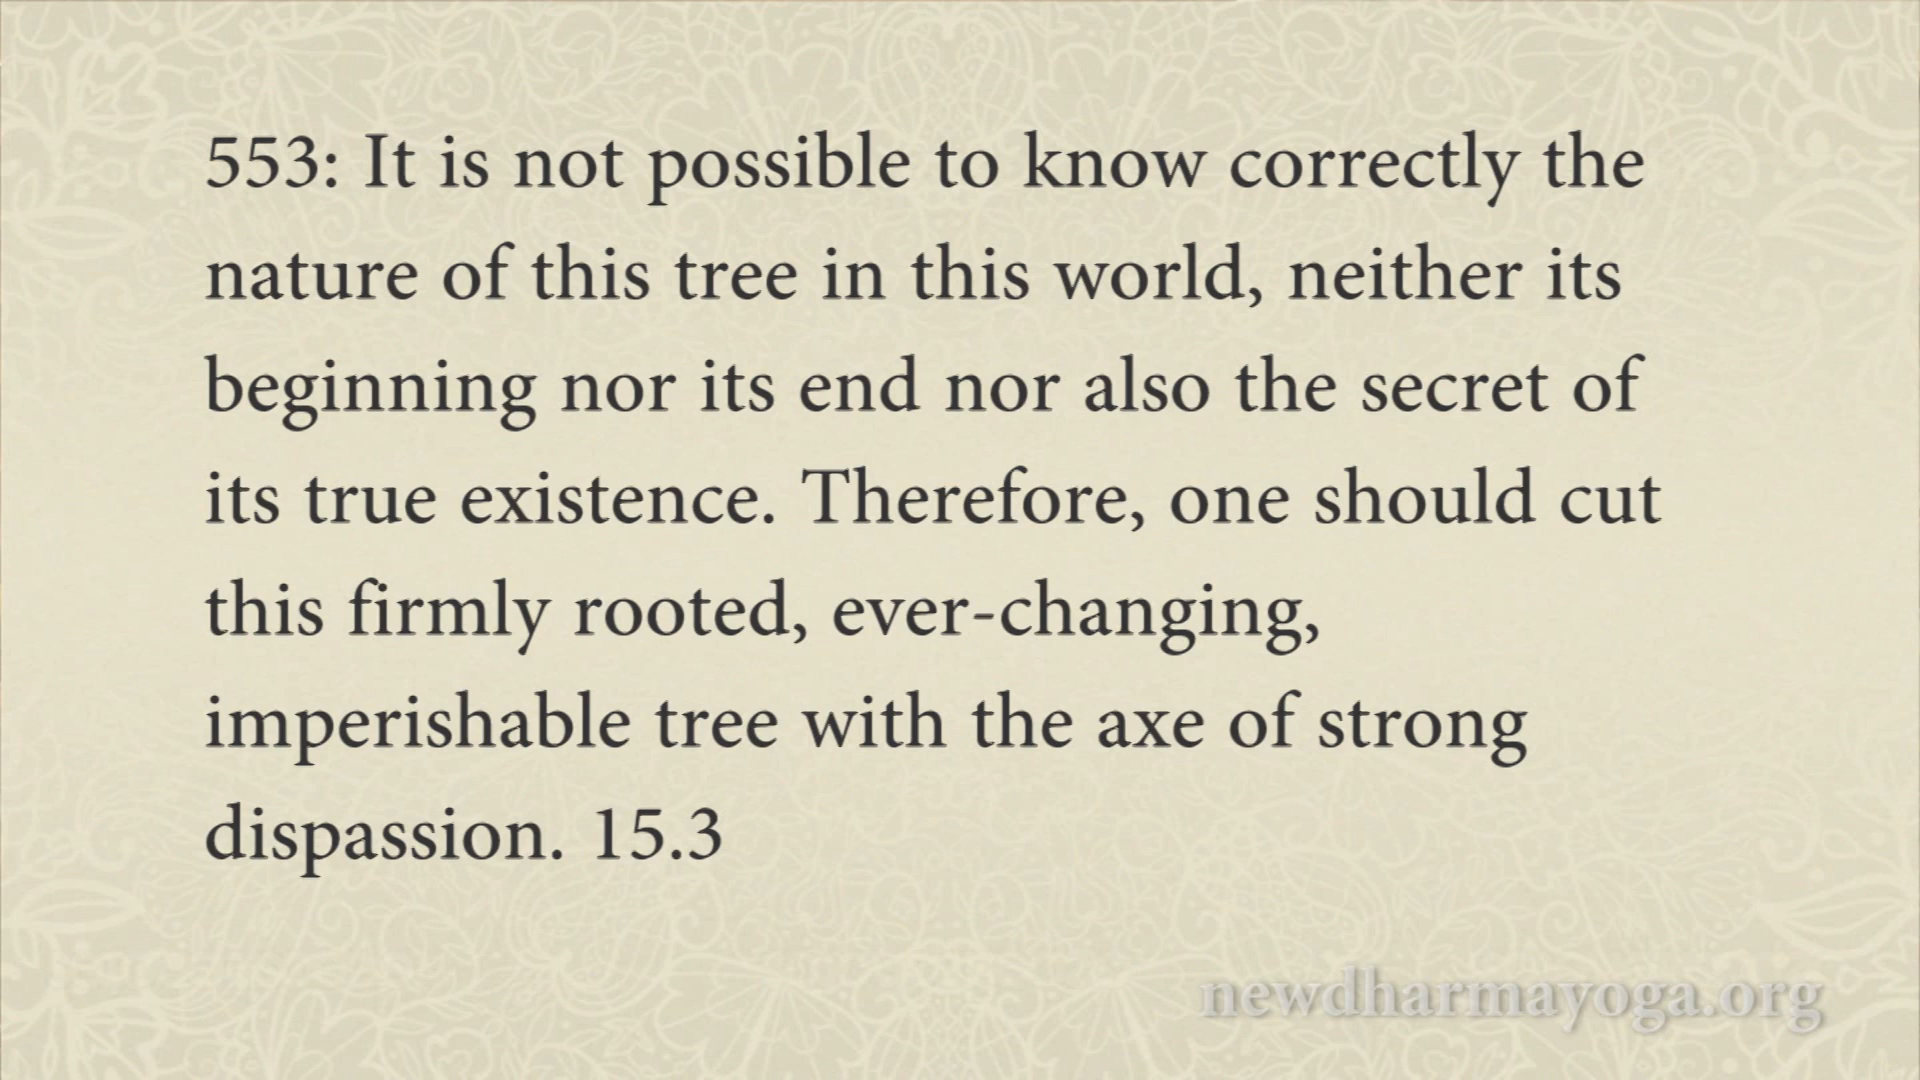 553: It is not possible to know correctly the
nature of this tree in this world, neither its
beginning nor its end nor also the secret of
its true existence. Therefore, one should cut
this firmly rooted, ever-changing,
imperishable tree with the axe of strong
dispassion. 15.3
newdharmayoga.org